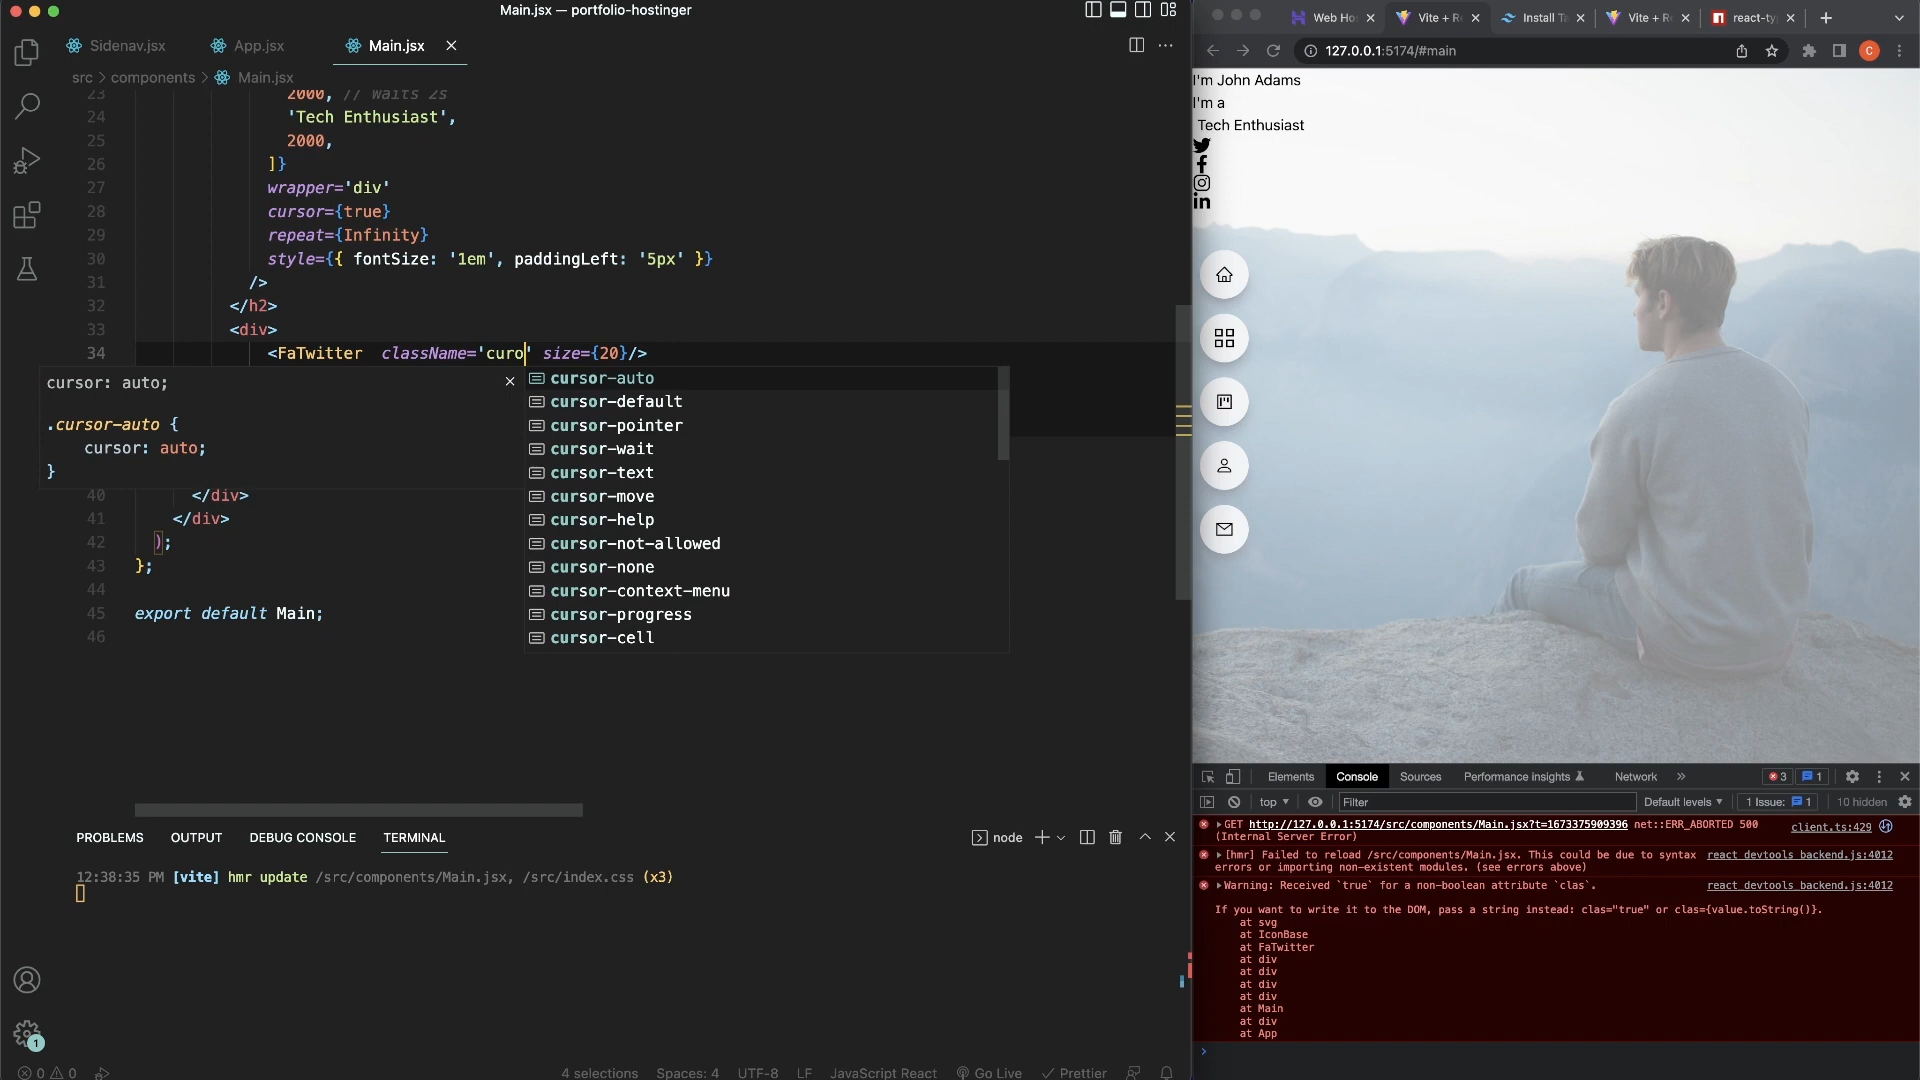 Main.jsx — portfolio-hostinger
Sidenav.jsx
App.jsx
Main.jsx
src > components > Main.jsx
23 2000, // Waits 2s
24 'Tech Enthusiast',
25 2000,
26 ]}
27 wrapper='div'
28 cursor={true}
29 repeat={Infinity}
30 style={{ fontSize: '1em', paddingLeft: '5px' }}
31 />
32 </h2>
33 <div>
34 <FaTwitter className='curo' size={20}/>
cursor: auto;
.cursor-auto {
cursor: auto;
}
cursor-auto
cursor-default
cursor-pointer
cursor-wait
cursor-text
cursor-move
cursor-help
cursor-not-allowed
cursor-none
cursor-context-menu
cursor-progress
cursor-cell
40 </div>
41 </div>
42 );
43 };
44
45 export default Main;
46
PROBLEMS OUTPUT DEBUG CONSOLE TERMINAL
node
12:38:35 PM [vite] hmr update /src/components/Main.jsx, /src/index.css (x3)
1
0 0
4 selections Spaces: 4 UTF-8 LF JavaScript React Go Live Prettier
Web Ho
Vite + R
Install Ta
Vite + R
react-ty
127.0.0.1:5174/#main
C
I'm John Adams
I'm a
Tech Enthusiast
in
Elements Console Sources Performance insights Network » 3 1
top Filter Default levels 1 Issue: 1 10 hidden
GET http://127.0.0.1:5174/src/components/Main.jsx?t=1673375909396 net::ERR_ABORTED 500 client.ts:429
(Internal Server Error)
[hmr] Failed to reload /src/components/Main.jsx. This could be due to syntax react_devtools_backend.js:4012
errors or importing non-existent modules. (see errors above)
Warning: Received `true` for a non-boolean attribute `clas`. react_devtools_backend.js:4012
If you want to write it to the DOM, pass a string instead: clas="true" or clas={value.toString()}.
at svg
at IconBase
at FaTwitter
at div
at div
at div
at div
at Main
at div
at App